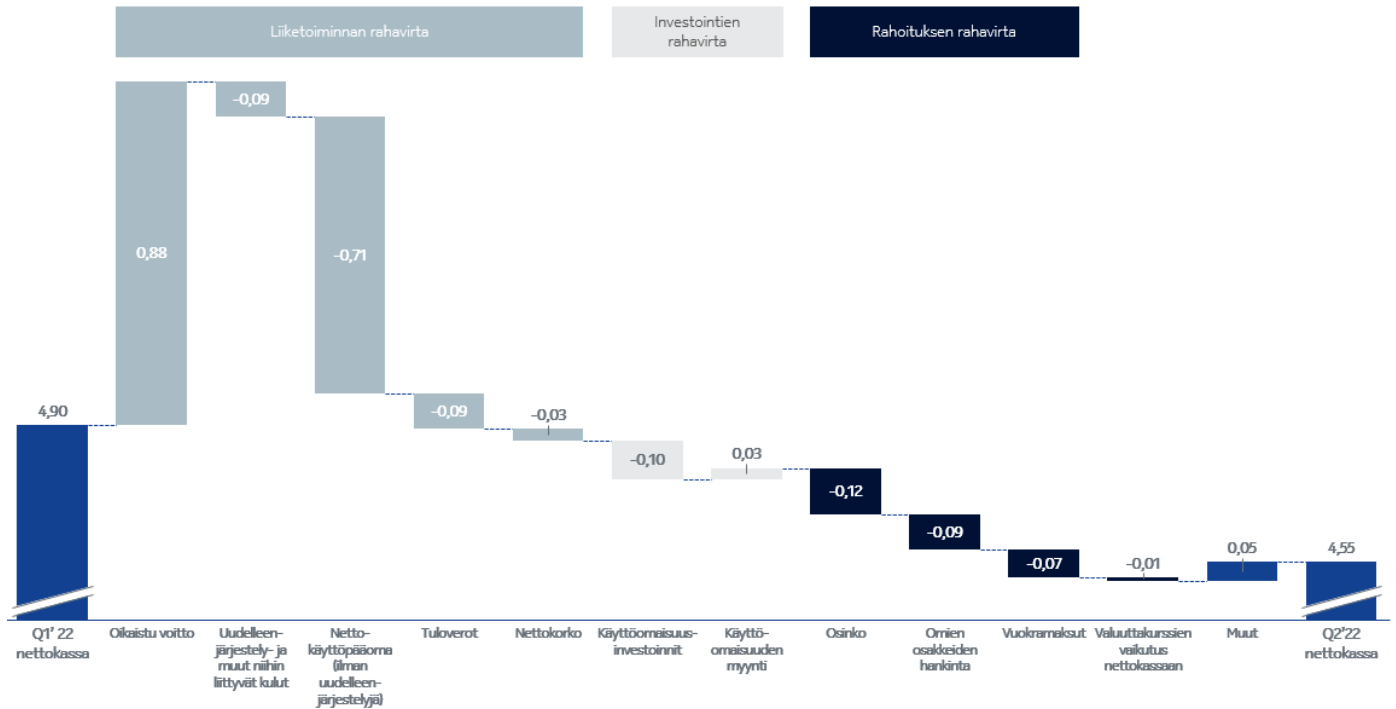 Liiketoiminnan rahavirta
Investointien
rahavirta
Rahoituksen rahavirta
4,90
0,88
-0,09
-0,71
-0,09
-0,03
-0,10
0,03
-0,12
-0,09
-0,07
-0,01
0,05
4,55
Q1' 22
nettokassa
Oikaistu voitto
Uudelleen-
järjestely- ja
muut niihin
liittyvät kulut
Netto-
käyttöpääoma
(ilman
uudelleen-
järjestelyjä)
Tuloverot
Nettokorko
Käyttöomaisuus-
investoinnit
Käyttö-
omaisuuden
myynti
Osinko
Omien
osakkeiden
hankinta
Vuokramaksut
Valuuttakurssien
vaikutus
nettokassaan
Muut
Q2'22
nettokassa